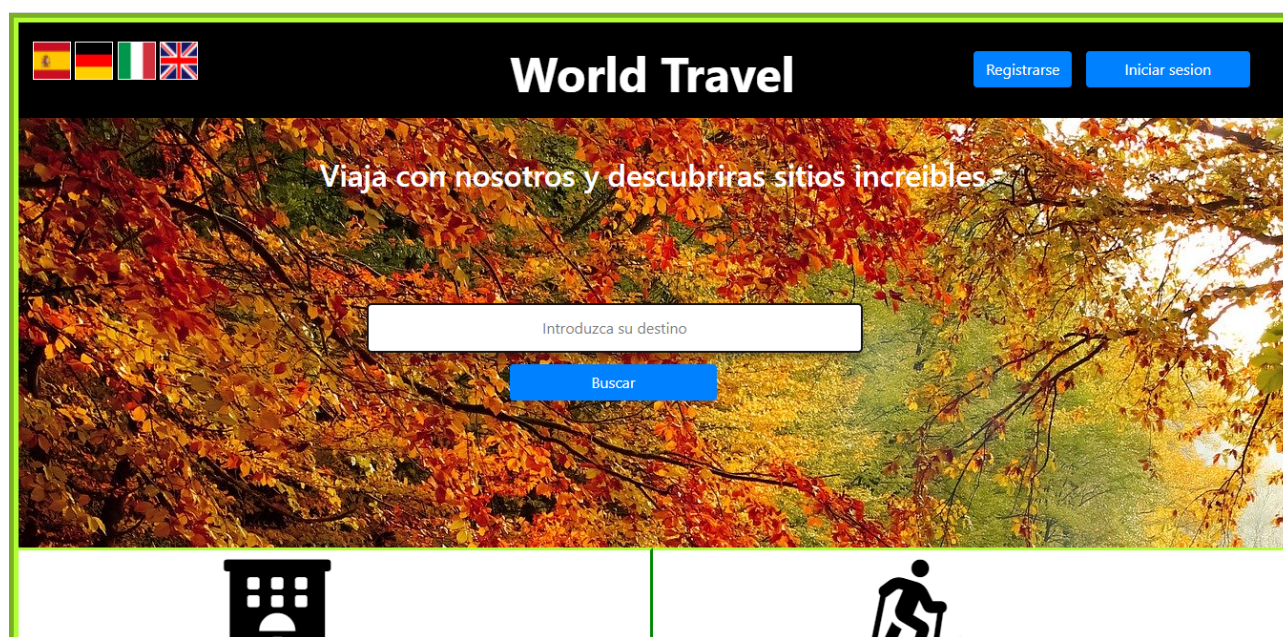 World Travel
Registrarse
Iniciar sesion
Viaja con nosotros y descubriras sitios increibles
Introduzca su destino
Buscar